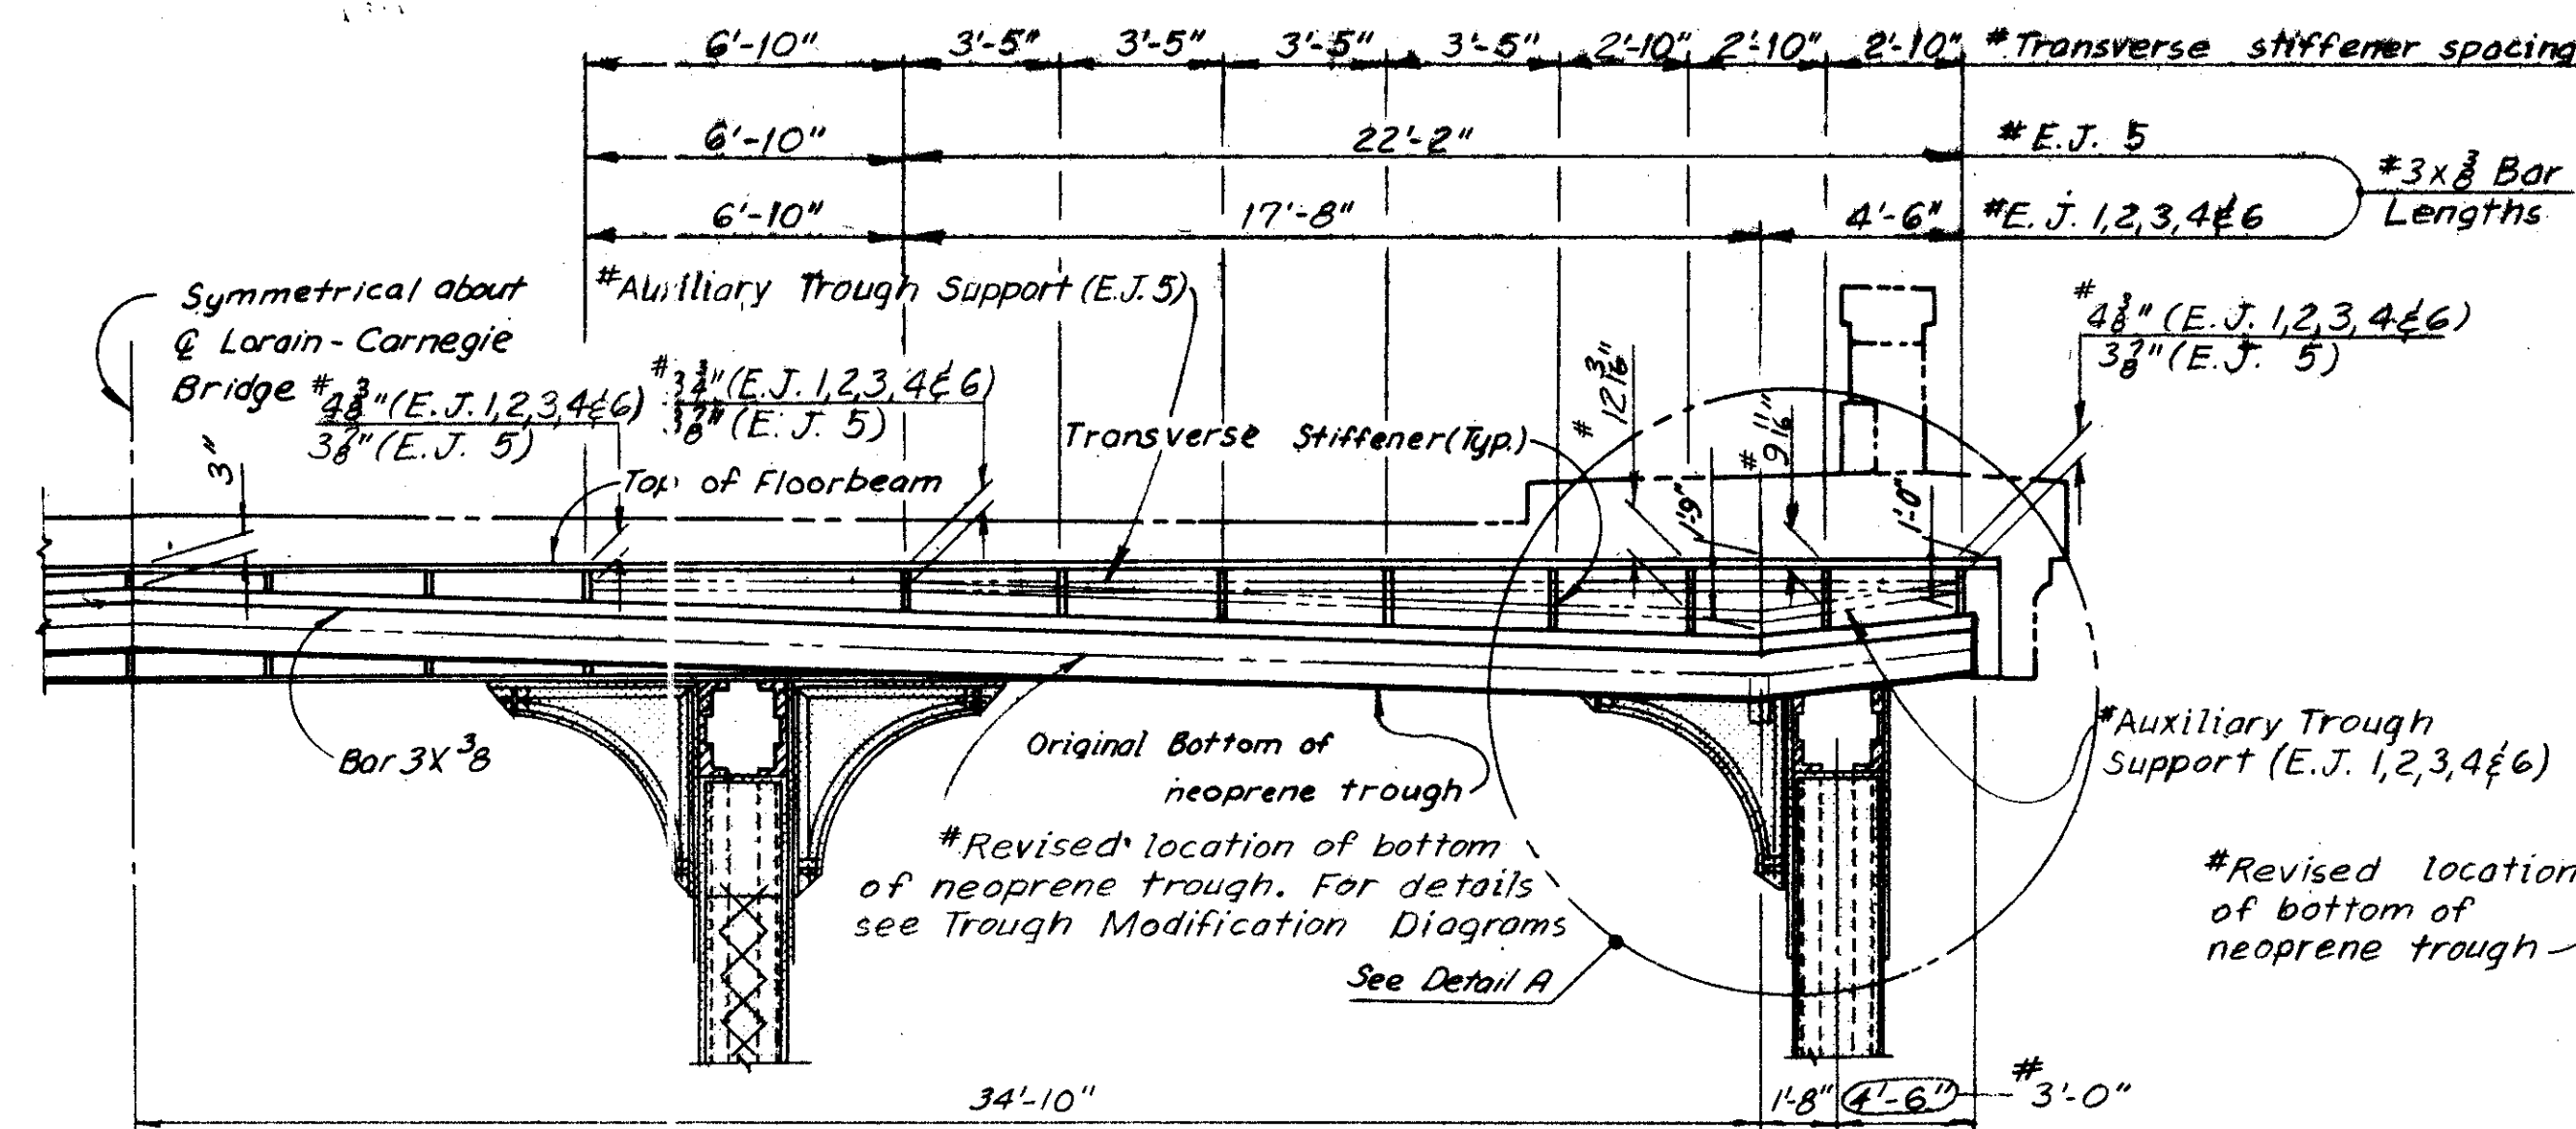 6'-10" 3'-5" 3'-5" 3'-5" 3'-5" 2'-10" 2'-10" 2'-10" # Transverse stiffener spacing
6'-10" 22'-2" # E.J. 5
6'-10" 17'-8" 4'-6" # E.J. 1,2,3,4 & 6
# 3 x 3/8 Bar
Lengths
Symmetrical about
℄ Lorain - Carnegie
Bridge
# Auxiliary Trough Support (E.J. 5)
# 4 3/8" (E.J. 1,2,3,4 & 6)
3 7/8" (E.J. 5)
# 3 3/4" (E.J. 1,2,3,4 & 6)
3 7/8" (E.J. 5)
# 4 3/8" (E.J. 1,2,3,4 & 6)
3 7/8" (E.J. 5)
3"
Top of Floorbeam
Transverse Stiffener (Typ.)
# 12 3/16"
1'-9"
# 9 11/16"
1'-0"
Bar 3 X 3/8
Original Bottom of
neoprene trough
# Revised location of bottom
of neoprene trough. For details
see Trough Modification Diagrams
See Detail A
# Auxiliary Trough
Support (E.J. 1,2,3,4 & 6)
# Revised location
of bottom of
neoprene trough
34'-10" 1'-8" 4'-6" # 3'-0"